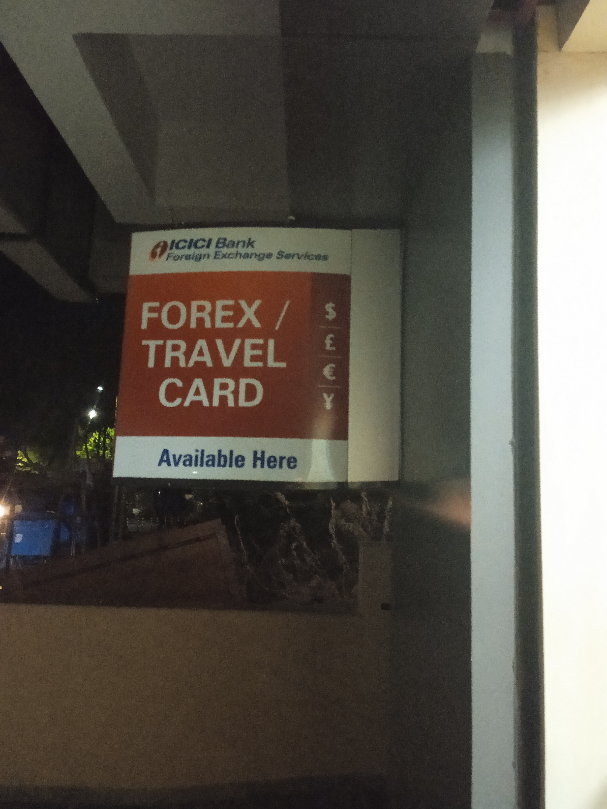 ICICI Bank
Foreign Exchange Services
FOREX /
TRAVEL
CARD
$
£
€
¥
Available Here